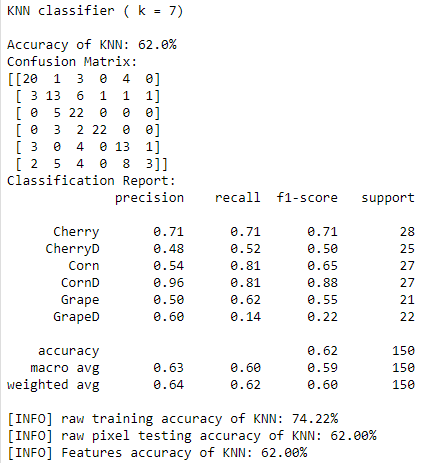 KNN classifier ( k = 7)
Accuracy of KNN: 62.0%
Confusion Matrix:
[[20  1  3  0  4  0]
 [ 3 13  6  1  1  1]
 [ 0  5 22  0  0  0]
 [ 0  3  2 22  0  0]
 [ 3  0  4  0 13  1]
 [ 2  5  4  0  8  3]]
Classification Report:
              precision    recall  f1-score   support
      Cherry       0.71      0.71      0.71        28
     CherryD       0.48      0.52      0.50        25
        Corn       0.54      0.81      0.65        27
       CornD       0.96      0.81      0.88        27
       Grape       0.50      0.62      0.55        21
      GrapeD       0.60      0.14      0.22        22
    accuracy                           0.62       150
   macro avg       0.63      0.60      0.59       150
weighted avg       0.64      0.62      0.60       150
[INFO] raw training accuracy of KNN: 74.22%
[INFO] raw pixel testing accuracy of KNN: 62.00%
[INFO] Features accuracy of KNN: 62.00%